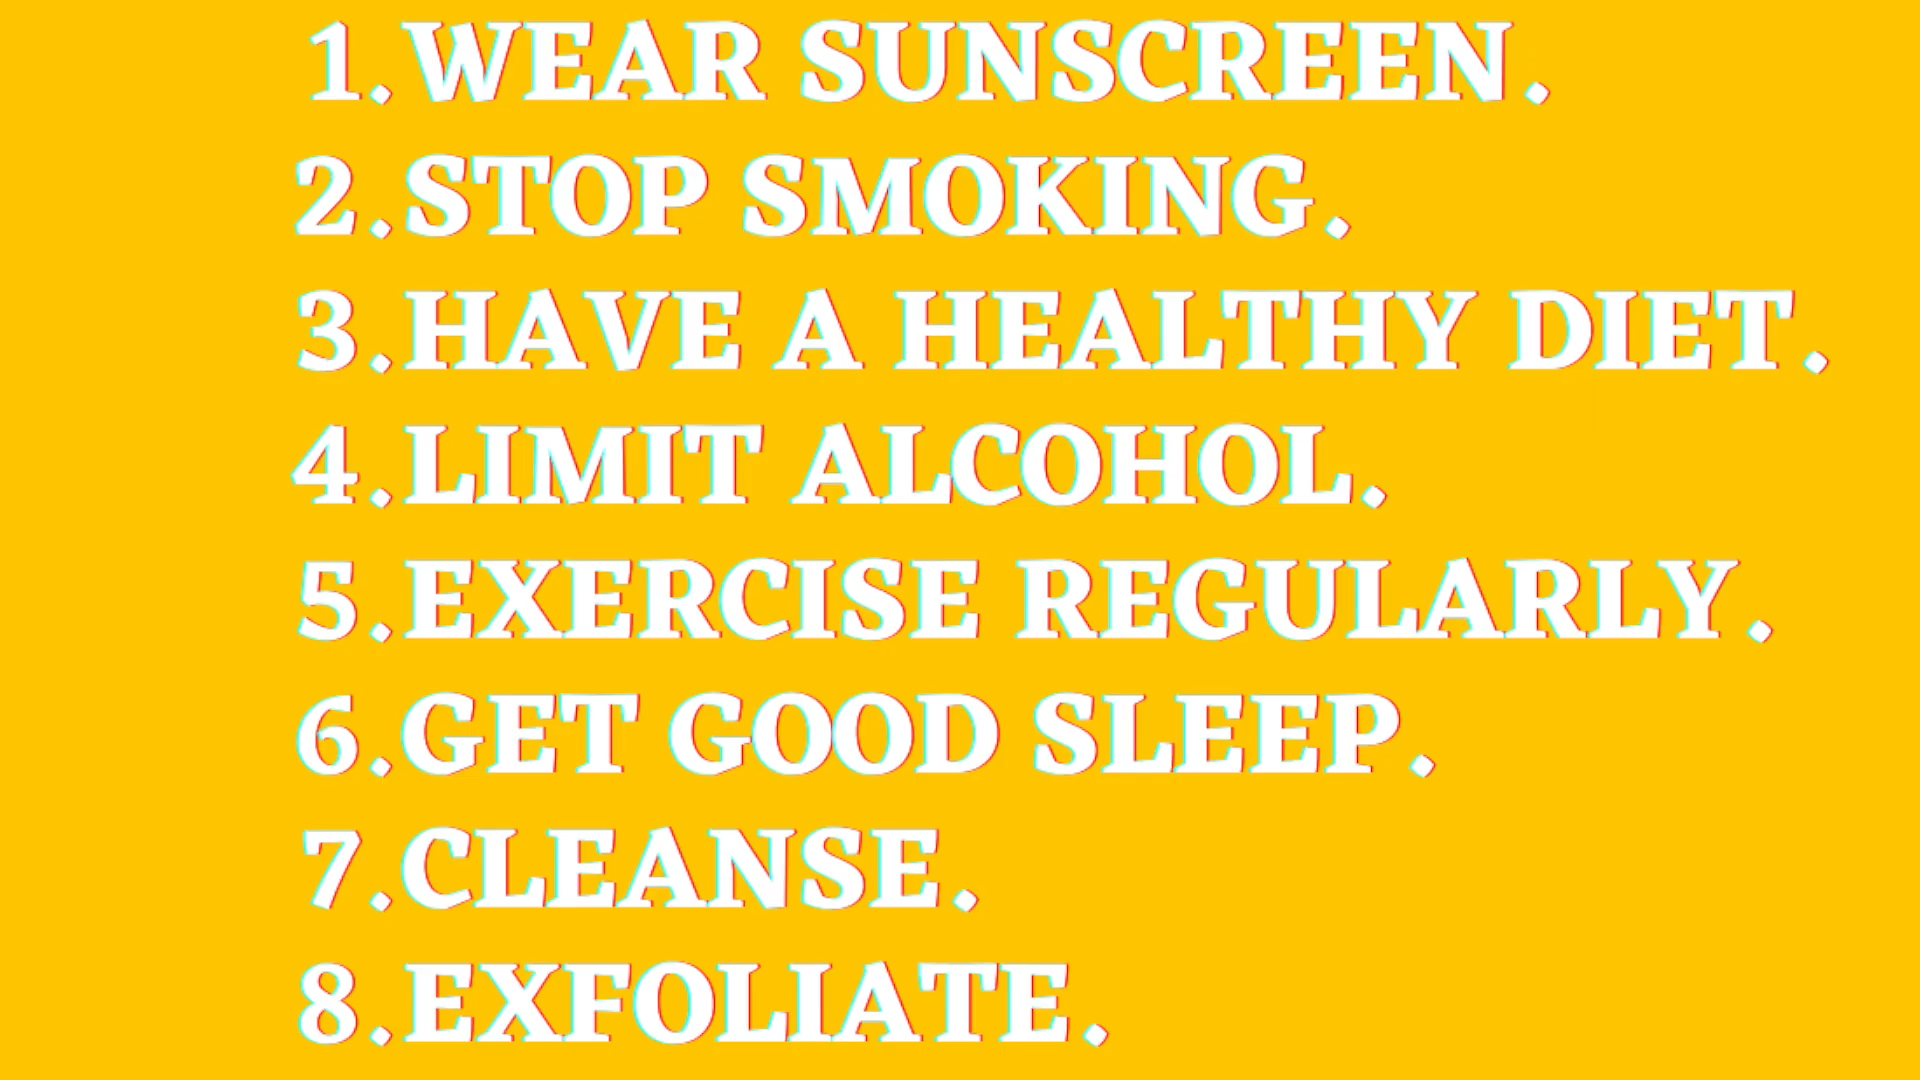 1. WEAR SUNSCREEN.
2. STOP SMOKING.
3. HAVE A HEALTHY DIET.
4. LIMIT ALCOHOL.
5. EXERCISE REGULARLY.
6. GET GOOD SLEEP.
7. CLEANSE.
8. EXFOLIATE.